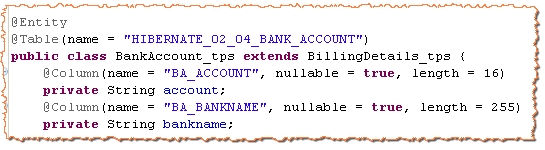 @Entity
@Table(name = "HIBERNATE_02_04_BANK_ACCOUNT")
public class BankAccount_tps extends BillingDetails_tps {
@Column(name = "BA_ACCOUNT", nullable = true, length = 16)
private String account;
@Column(name = "BA_BANKNAME", nullable = true, length = 255)
private String bankname;